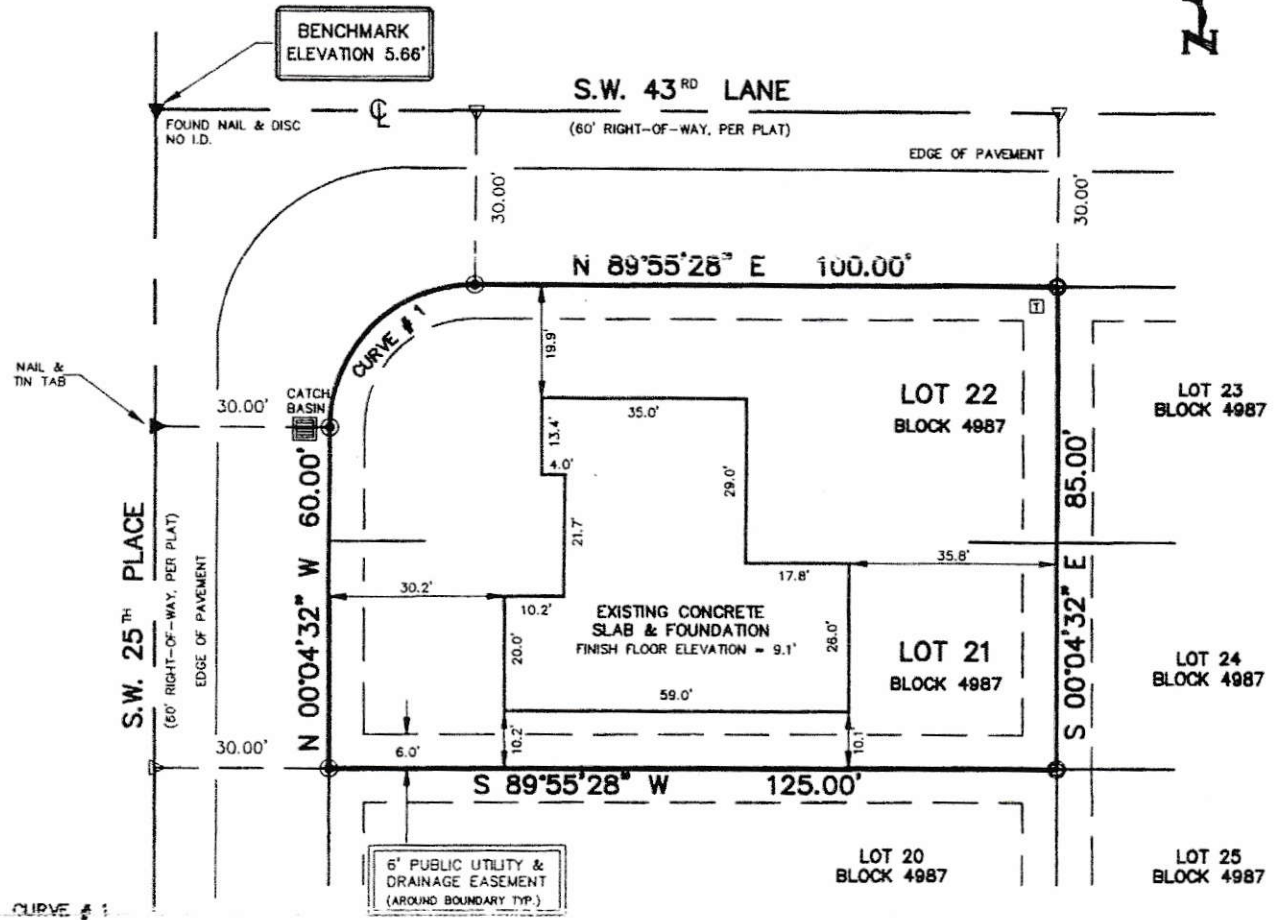 BENCHMARK
ELEVATION 5.66'
N
S.W. 43RD LANE
(60' RIGHT-OF-WAY, PER PLAT)
℄
FOUND NAIL & DISC
NO I.D.
EDGE OF PAVEMENT
30.00'
30.00'
N 89°55'28" E 100.00'
T
CURVE # 1
19.9'
NAIL &
TIN TAB
30.00'
CATCH
BASIN
35.0'
13.4'
4.0'
29.0'
21.7'
LOT 22
BLOCK 4987
LOT 23
BLOCK 4987
85.00'
S 00°04'32" E
N 00°04'32" W 60.00'
S.W. 25TH PLACE
(60' RIGHT-OF-WAY, PER PLAT)
EDGE OF PAVEMENT
17.8'
35.8'
30.2'
10.2'
EXISTING CONCRETE
SLAB & FOUNDATION
FINISH FLOOR ELEVATION = 9.1'
20.0'
26.0'
LOT 21
BLOCK 4987
LOT 24
BLOCK 4987
59.0'
30.00'
6.0'
10.2'
10.1'
S 89°55'28" W 125.00'
6' PUBLIC UTILITY &
DRAINAGE EASEMENT
(AROUND BOUNDARY TYP.)
LOT 20
BLOCK 4987
LOT 25
BLOCK 4987
CURVE # 1